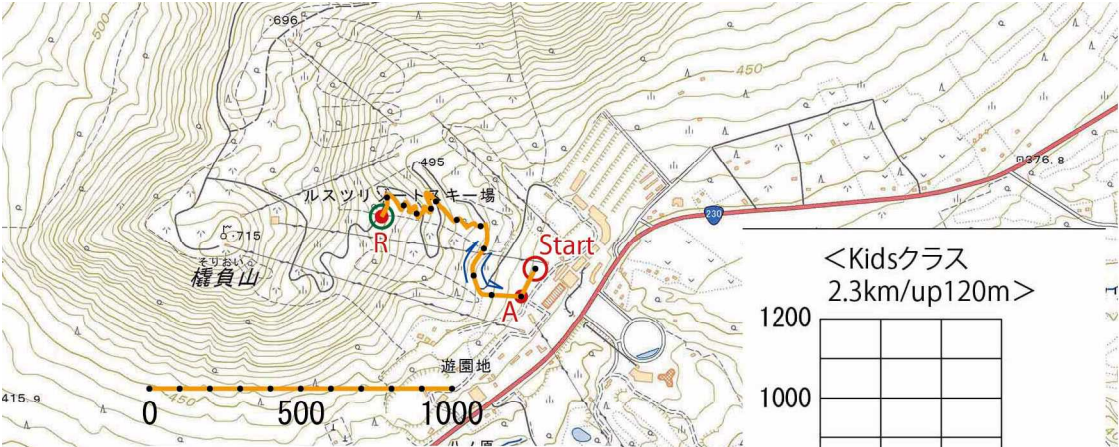 500
・696
450
・495
ルスツリゾートスキー場
376.8
230
R
Start
・715
そりおい
橇負山
A
<Kidsクラス
2.3km/up120m>
1200
遊園地
1000
415.9
450
0
500
1000